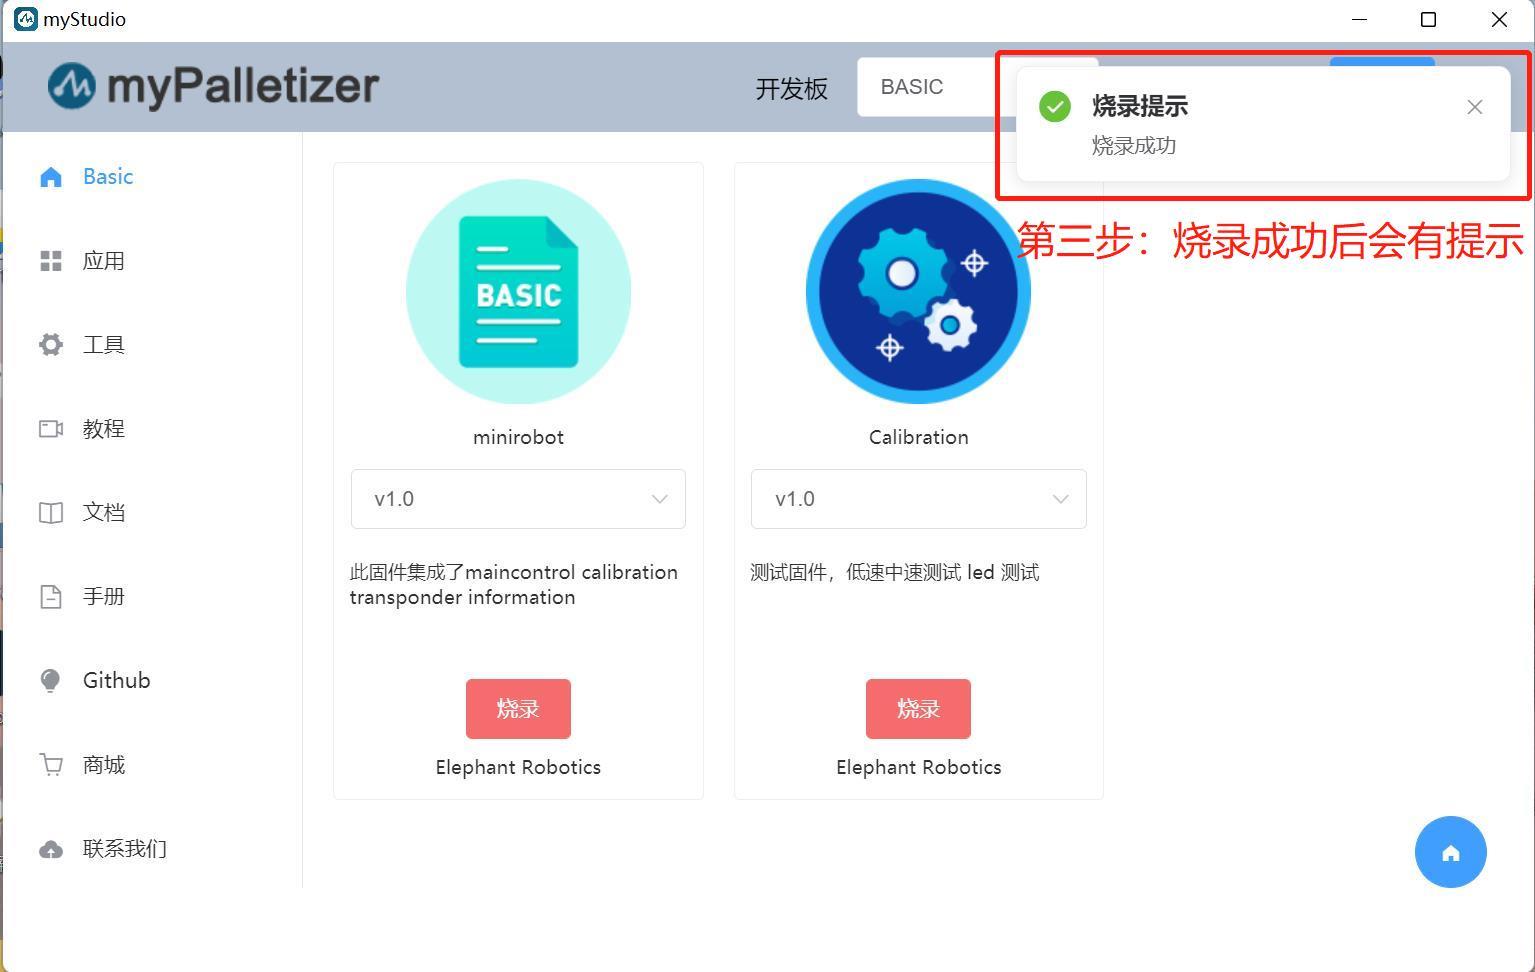 myStudio
myPalletizer
开发板
BASIC
烧录提示
烧录成功
第三步：烧录成功后会有提示
Basic
应用
工具
教程
文档
手册
Github
商城
联系我们
BASIC
minirobot
v1.0
此固件集成了maincontrol calibration
transponder information
烧录
Elephant Robotics
Calibration
v1.0
测试固件，低速中速测试 led 测试
烧录
Elephant Robotics